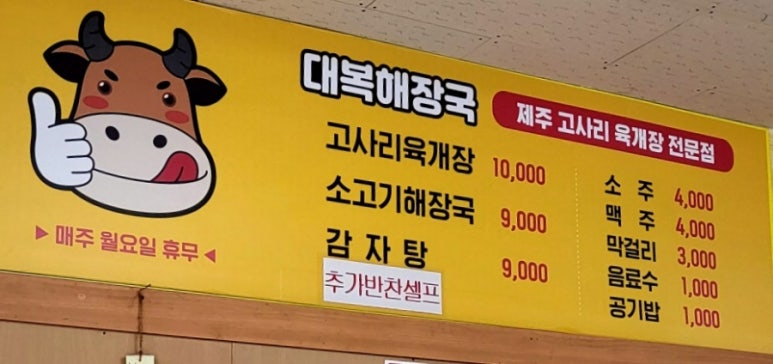 대복해장국
제주 고사리 육개장 전문점
고사리육개장 10,000
소고기해장국 9,000
감자탕 9,000
추가반찬셀프
소주 4,000
맥주 4,000
막걸리 3,000
음료수 1,000
공기밥 1,000
▶ 매주 월요일 휴무 ◀